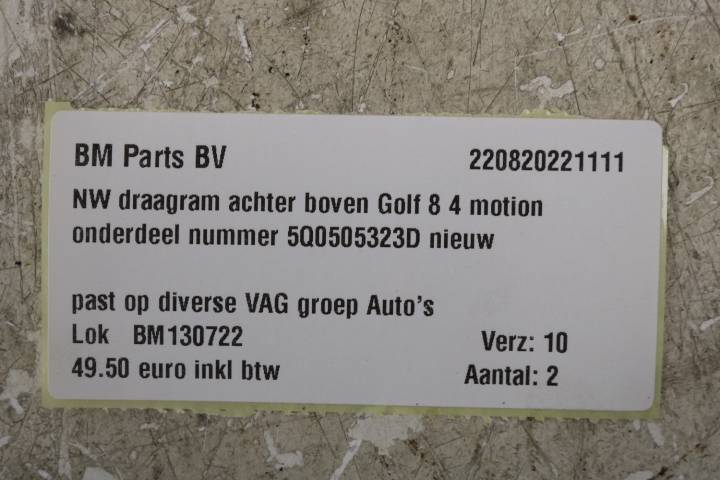 BM Parts BV 220820221111
NW draagram achter boven Golf 8 4 motion
onderdeel nummer 5Q0505323D nieuw
past op diverse VAG groep Auto's
Lok BM130722 Verz: 10
49.50 euro inkl btw Aantal: 2